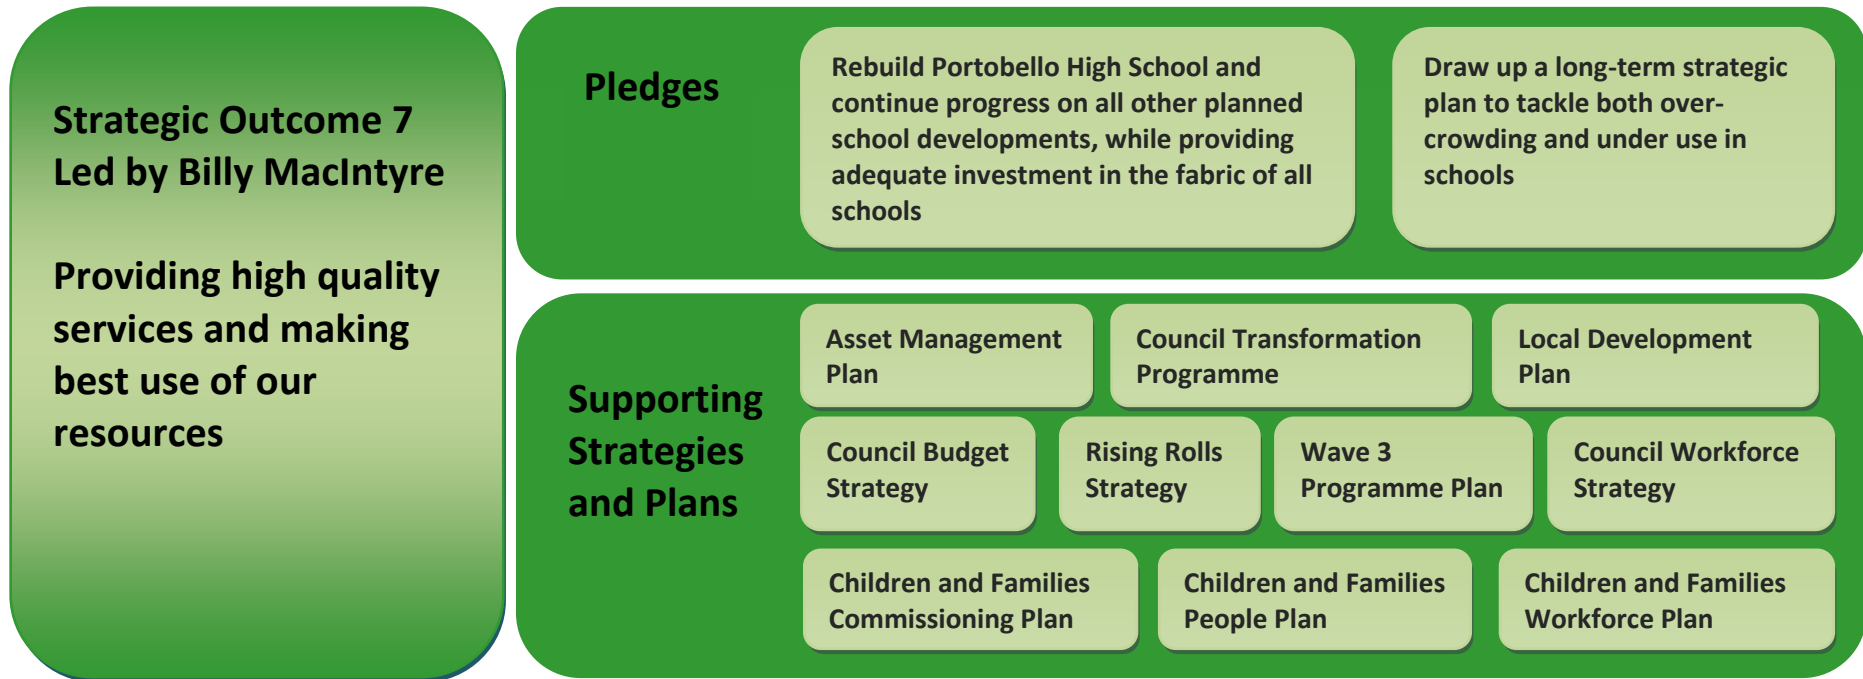 Strategic Outcome 7
Led by Billy MacIntyre
Providing high quality
services and making
best use of our
resources
Pledges
Rebuild Portobello High School and
continue progress on all other planned
school developments, while providing
adequate investment in the fabric of all
schools
Draw up a long-term strategic
plan to tackle both over-
crowding and under use in
schools
Supporting
Strategies
and Plans
Asset Management
Plan
Council Transformation
Programme
Local Development
Plan
Council Budget
Strategy
Rising Rolls
Strategy
Wave 3
Programme Plan
Council Workforce
Strategy
Children and Families
Commissioning Plan
Children and Families
People Plan
Children and Families
Workforce Plan